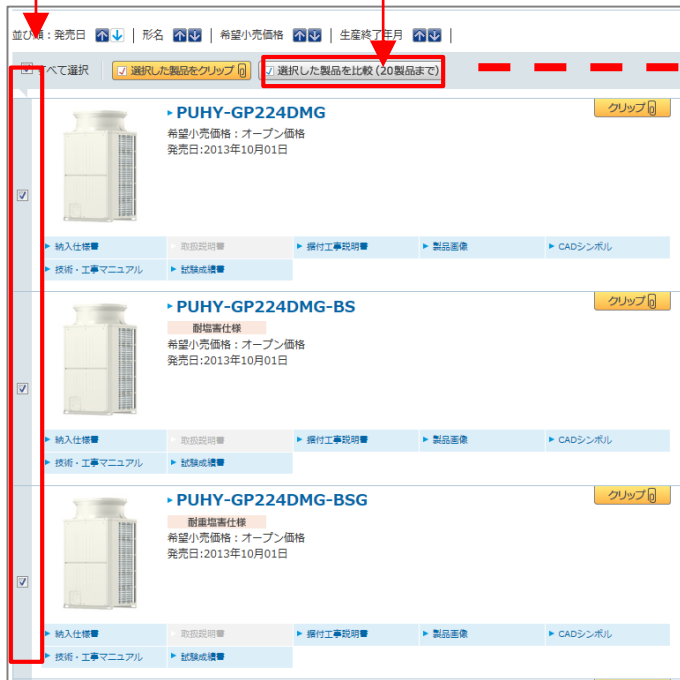 並び順：発売日 | 形名 | 希望小売価格 | 生産終了年月 |
すべて選択 選択した製品をクリップ 選択した製品を比較(20製品まで)
PUHY-GP224DMG クリップ
希望小売価格：オープン価格
発売日:2013年10月01日
納入仕様書 取扱説明書 据付工事説明書 製品画像 CADシンボル
技術・工事マニュアル 試験成績書
PUHY-GP224DMG-BS クリップ
耐塩害仕様
希望小売価格：オープン価格
発売日:2013年10月01日
納入仕様書 取扱説明書 据付工事説明書 製品画像 CADシンボル
技術・工事マニュアル 試験成績書
PUHY-GP224DMG-BSG クリップ
耐重塩害仕様
希望小売価格：オープン価格
発売日:2013年10月01日
納入仕様書 取扱説明書 据付工事説明書 製品画像 CADシンボル
技術・工事マニュアル 試験成績書